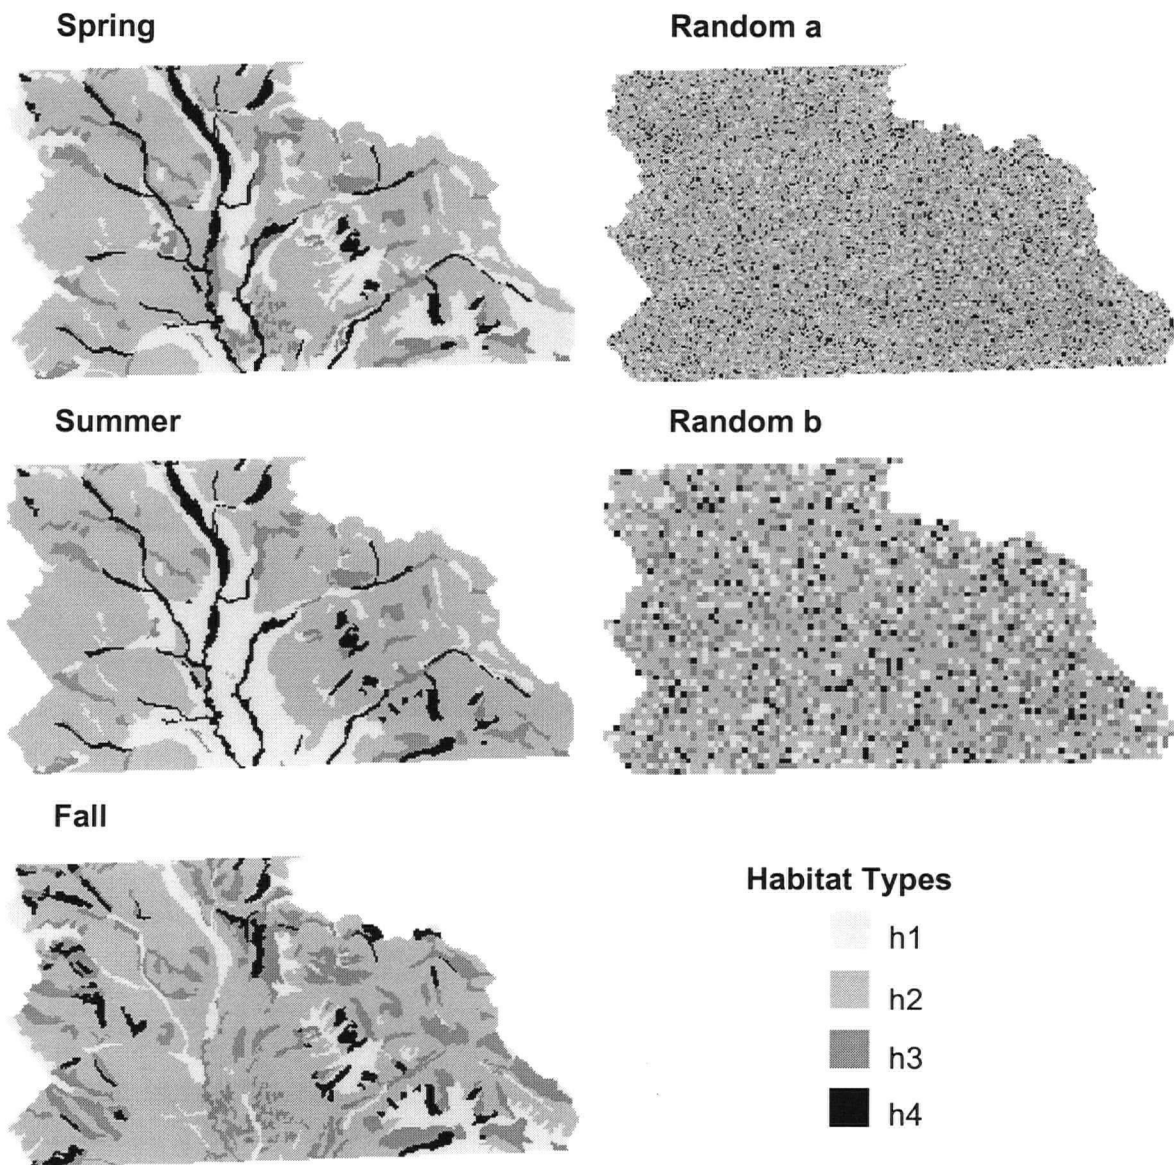 Spring
Random a
Summer
Random b
Fall
Habitat Types
h1
h2
h3
h4